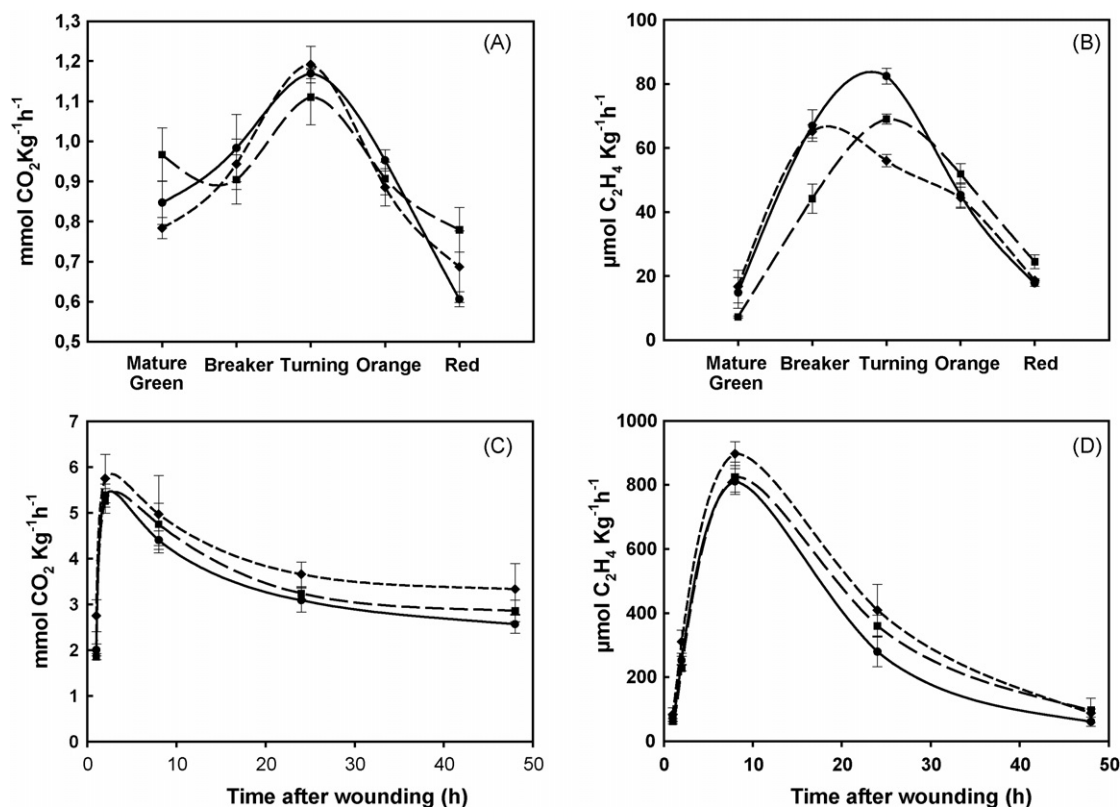 (A)
mmol CO₂Kg⁻¹h⁻¹
1,3
1,2
1,1
1,0
0,9
0,8
0,7
0,6
0,5
Mature Green
Breaker
Turning
Orange
Red
(B)
µmol C₂H₄ Kg⁻¹h⁻¹
100
80
60
40
20
0
Mature Green
Breaker
Turning
Orange
Red
(C)
mmol CO₂ Kg⁻¹h⁻¹
7
6
5
4
3
2
1
0
0 10 20 30 40 50
Time after wounding (h)
(D)
µmol C₂H₄ Kg⁻¹h⁻¹
1000
800
600
400
200
0
0 10 20 30 40 50
Time after wounding (h)